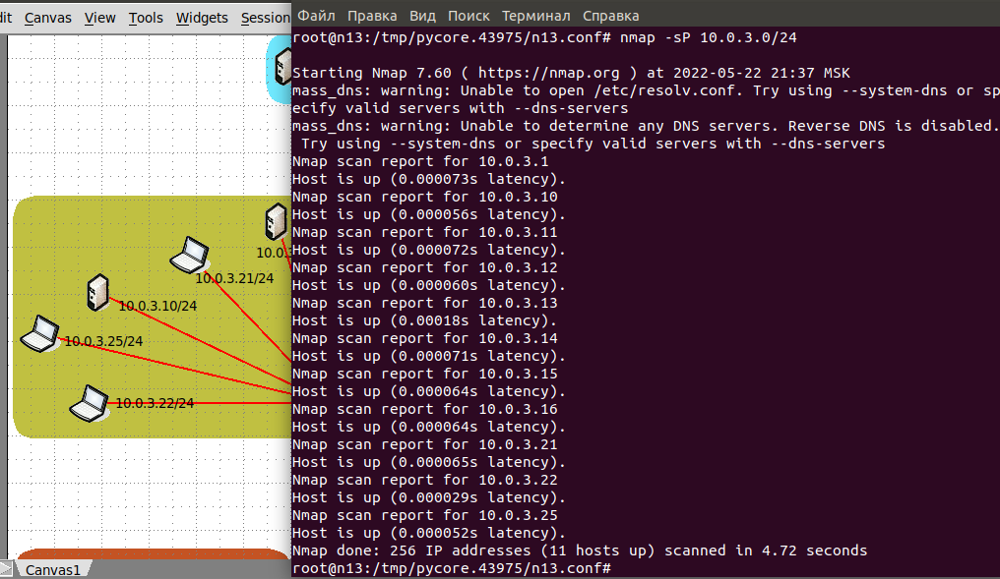 dit Canvas View Tools Widgets Session
10.0.3.21/24
10.0.3.10/24
10.0.3.25/24
10.0.3.22/24
Canvas1
Файл Правка Вид Поиск Терминал Справка
root@n13:/tmp/pycore.43975/n13.conf# nmap -sP 10.0.3.0/24
Starting Nmap 7.60 ( https://nmap.org ) at 2022-05-22 21:37 MSK
mass_dns: warning: Unable to open /etc/resolv.conf. Try using --system-dns or sp
ecify valid servers with --dns-servers
mass_dns: warning: Unable to determine any DNS servers. Reverse DNS is disabled.
Try using --system-dns or specify valid servers with --dns-servers
Nmap scan report for 10.0.3.1
Host is up (0.000073s latency).
Nmap scan report for 10.0.3.10
Host is up (0.000056s latency).
Nmap scan report for 10.0.3.11
Host is up (0.000072s latency).
Nmap scan report for 10.0.3.12
Host is up (0.000060s latency).
Nmap scan report for 10.0.3.13
Host is up (0.00018s latency).
Nmap scan report for 10.0.3.14
Host is up (0.000071s latency).
Nmap scan report for 10.0.3.15
Host is up (0.000064s latency).
Nmap scan report for 10.0.3.16
Host is up (0.000064s latency).
Nmap scan report for 10.0.3.21
Host is up (0.000065s latency).
Nmap scan report for 10.0.3.22
Host is up (0.000029s latency).
Nmap scan report for 10.0.3.25
Host is up (0.000052s latency).
Nmap done: 256 IP addresses (11 hosts up) scanned in 4.72 seconds
root@n13:/tmp/pycore.43975/n13.conf#